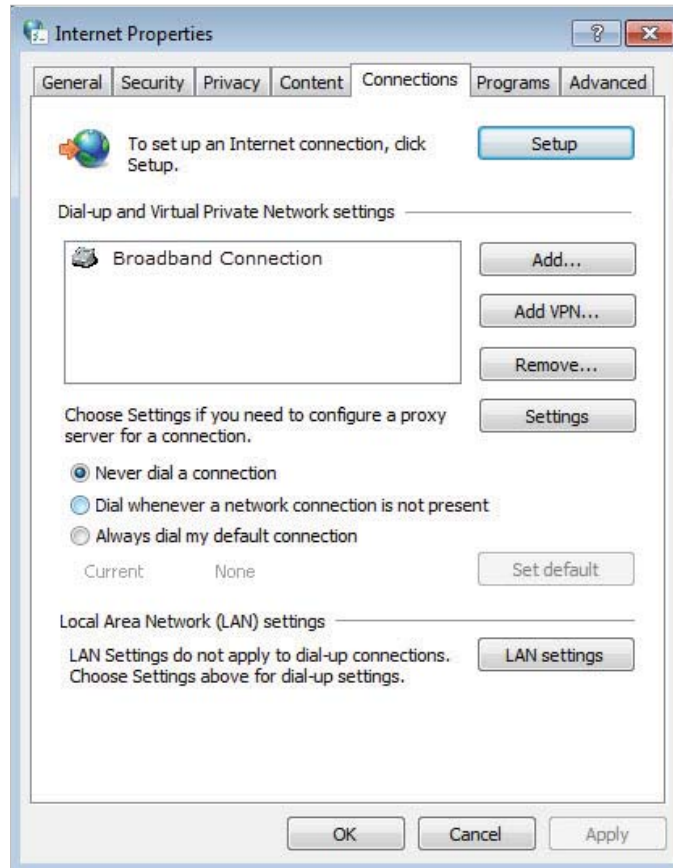 Internet Properties
General Security Privacy Content Connections Programs Advanced
To set up an Internet connection, click
Setup.
Setup
Dial-up and Virtual Private Network settings
Broadband Connection
Add...
Add VPN...
Remove...
Choose Settings if you need to configure a proxy
server for a connection.
Settings
Never dial a connection
Dial whenever a network connection is not present
Always dial my default connection
Current None
Set default
Local Area Network (LAN) settings
LAN Settings do not apply to dial-up connections.
Choose Settings above for dial-up settings.
LAN settings
OK Cancel Apply